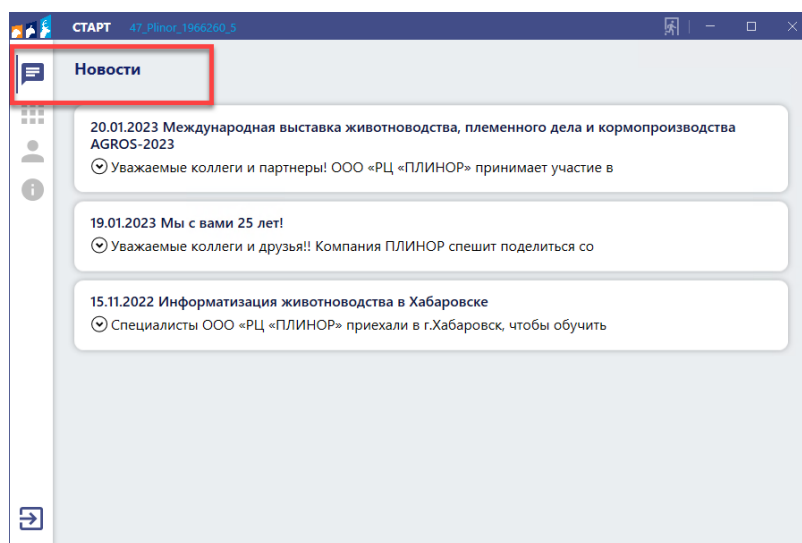 СТАРТ 47_Plinor_1966260_5
Новости
20.01.2023 Международная выставка животноводства, племенного дела и кормопроизводства
AGROS-2023
Уважаемые коллеги и партнеры! ООО «РЦ «ПЛИНОР» принимает участие в
19.01.2023 Мы с вами 25 лет!
Уважаемые коллеги и друзья!! Компания ПЛИНОР спешит поделиться со
15.11.2022 Информатизация животноводства в Хабаровске
Специалисты ООО «РЦ «ПЛИНОР» приехали в г.Хабаровск, чтобы обучить